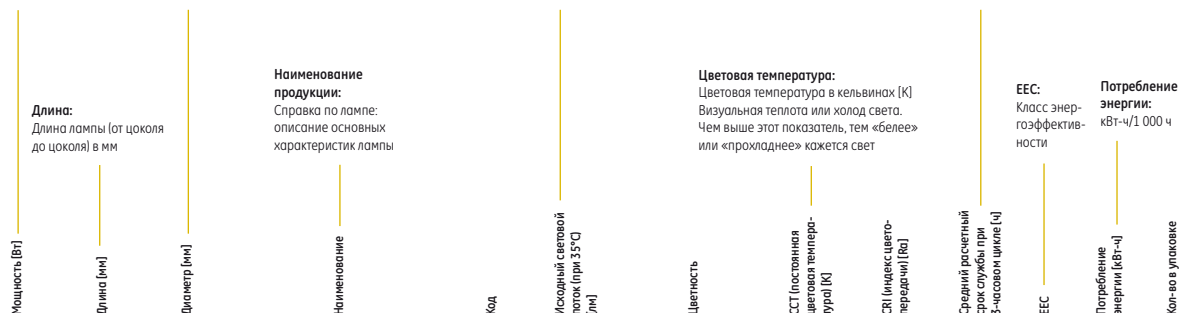 Длина:
Длина лампы (от цоколя
до цоколя) в мм
Наименование
продукции:
Справка по лампе:
описание основных
характеристик лампы
Цветовая температура:
Цветовая температура в кельвинах [K]
Визуальная теплота или холод света.
Чем выше этот показатель, тем «белее»
или «прохладнее» кажется свет
EEC:
Класс энер-
гоэффектив-
ности
Потребление
энергии:
кВт-ч/1 000 ч
Мощность [Вт]
Длина [мм]
Диаметр [мм]
Наименование
Код
Исходный световой
поток (при 35°C)
[лм]
Цветность
CCT (постоянная
цветовая темпера-
тура) [K]
CRI (индекс цвето-
передачи) [Ra]
Средний расчетный
срок службы при
3-часовом цикле [ч]
EEC
Потребление
энергии [кВт-ч]
Кол-во в упаковке